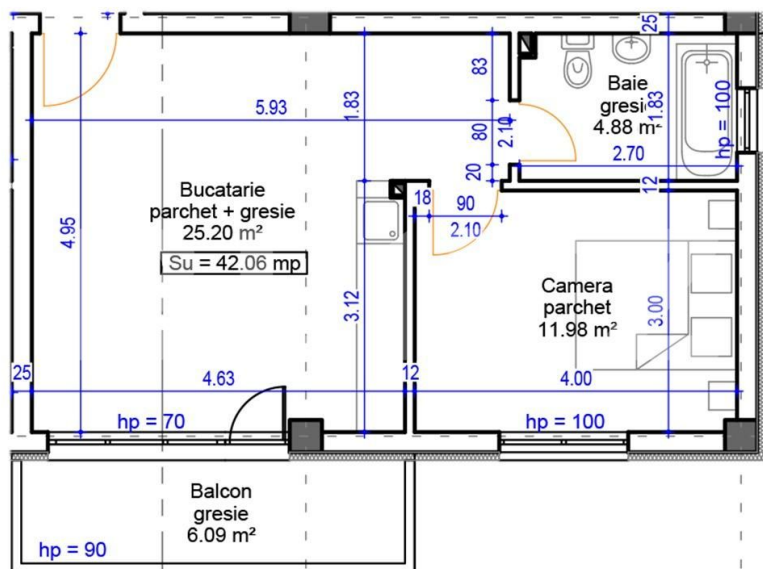 25
83
5.93
1.83
80
2.10
20
Baie
gresie
4.88 m²
1.83
hp = 100
2.70
12
Bucatarie
parchet + gresie
25.20 m²
Su = 42.06 mp
4.95
18
90
2.10
Camera
parchet
11.98 m²
3.12
3.00
25
4.63
12
4.00
hp = 70
hp = 100
Balcon
gresie
6.09 m²
hp = 90